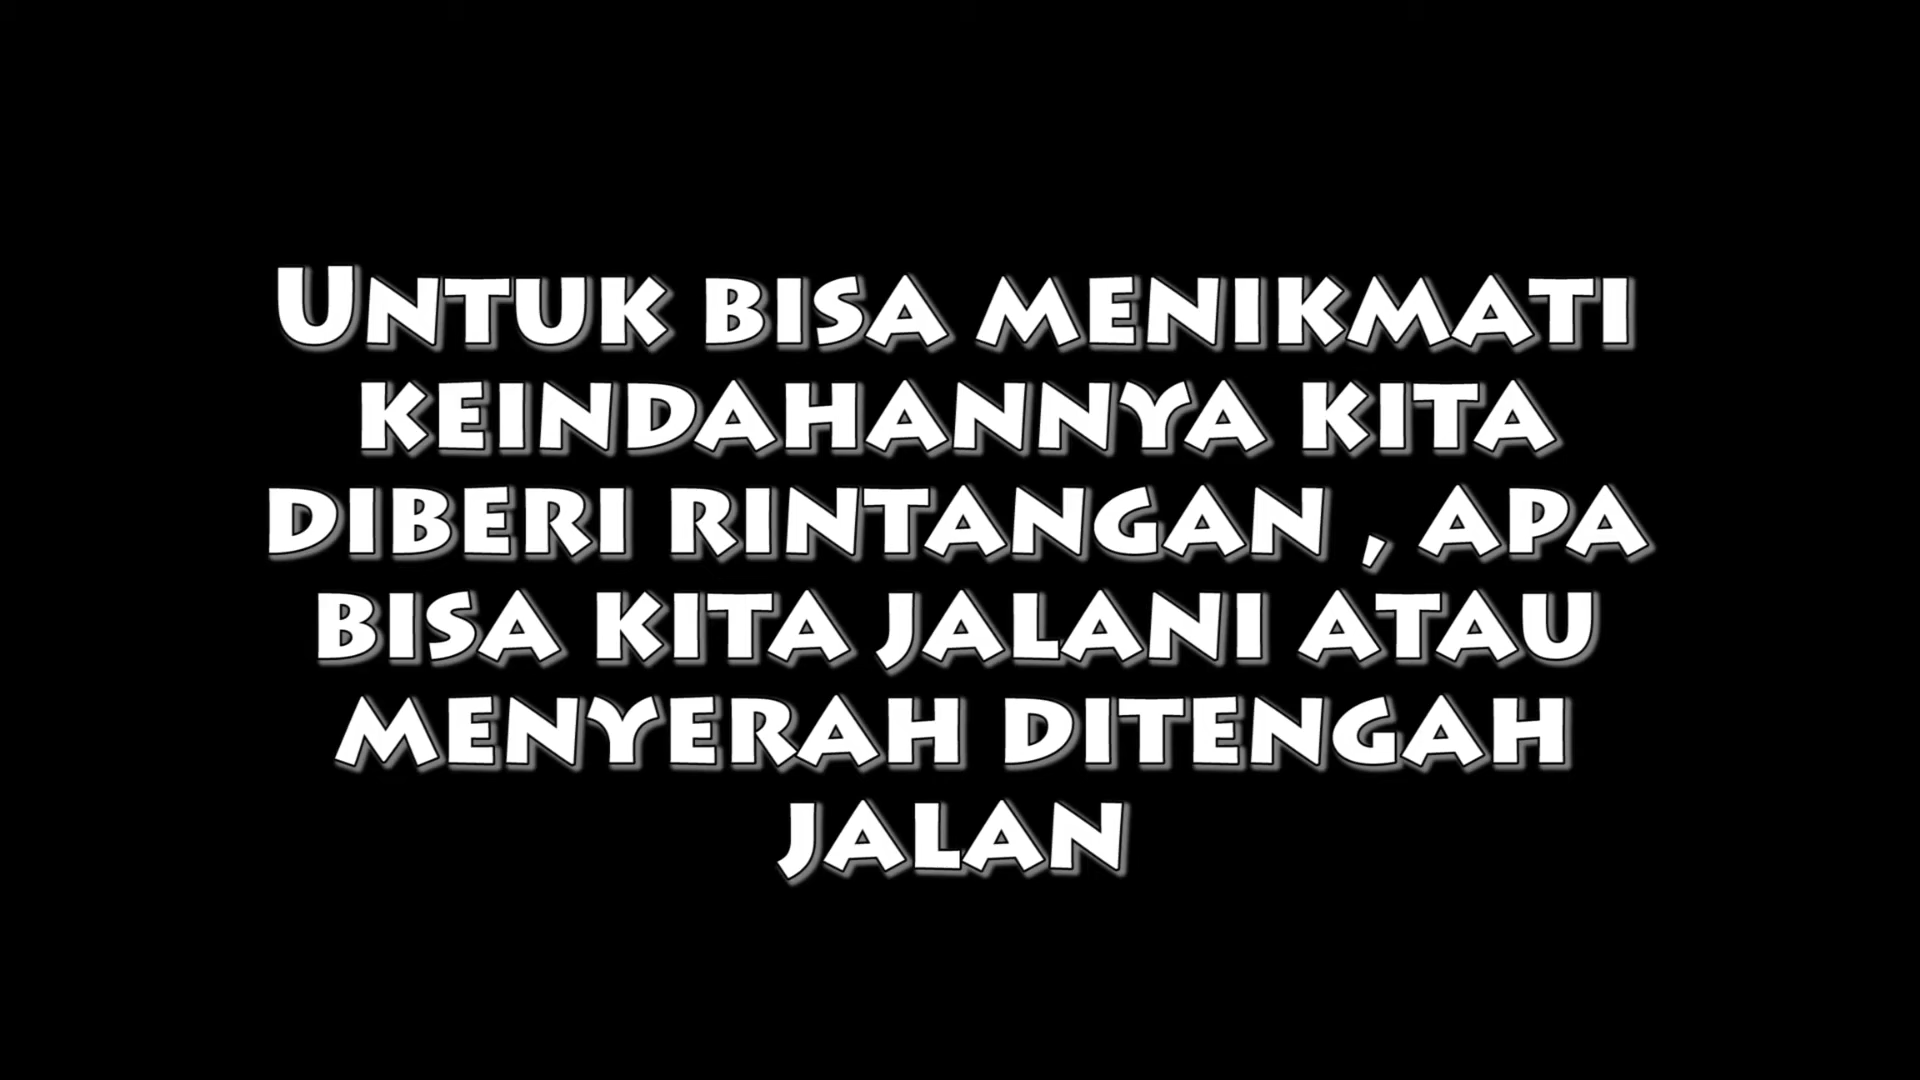 Untuk bisa menikmati
keindahannya kita
diberi rintangan , apa
bisa kita jalani atau
menyerah ditengah
jalan